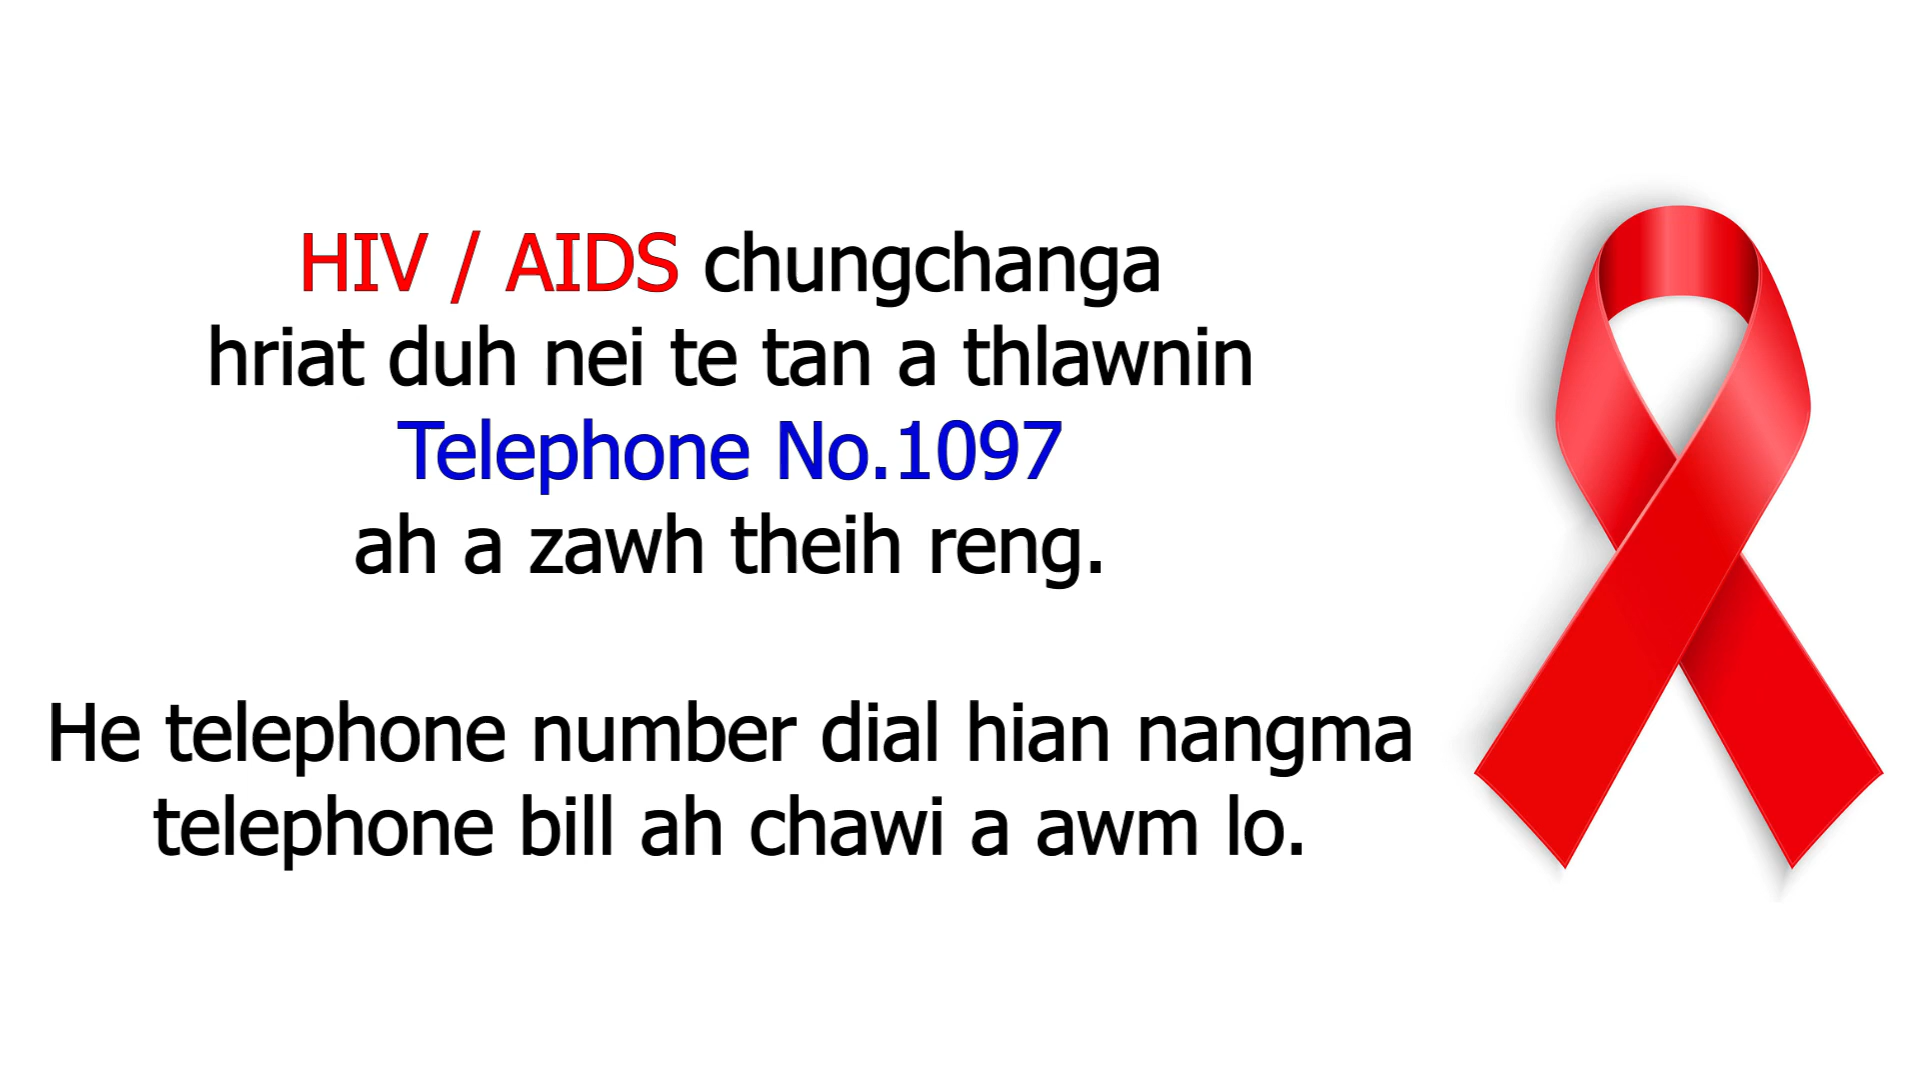 HIV / AIDS chungchanga
hriat duh nei te tan a thlawnin
Telephone No.1097
ah a zawh theih reng.
He telephone number dial hian nangma
telephone bill ah chawi a awm lo.